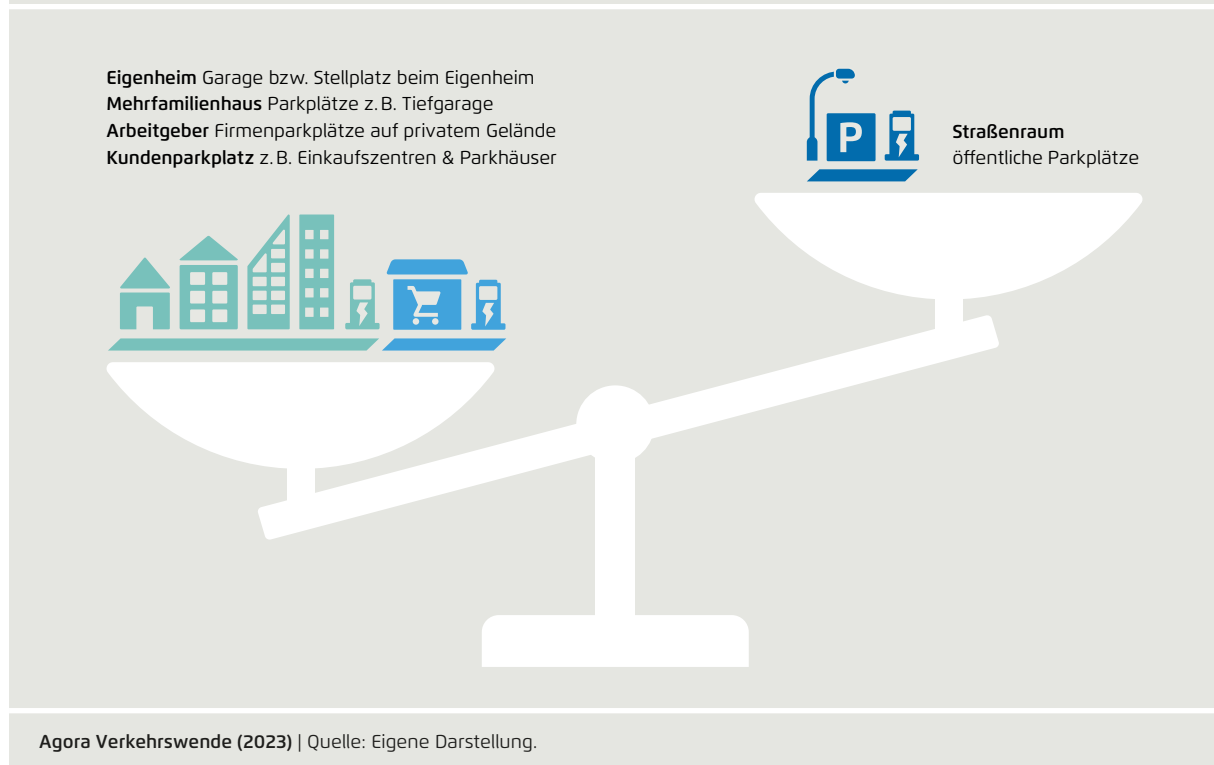 Eigenheim Garage bzw. Stellplatz beim Eigenheim
Mehrfamilienhaus Parkplätze z. B. Tiefgarage
Arbeitgeber Firmenparkplätze auf privatem Gelände
Kundenparkplatz z. B. Einkaufszentren & Parkhäuser
P
Straßenraum
öffentliche Parkplätze
Agora Verkehrswende (2023) | Quelle: Eigene Darstellung.